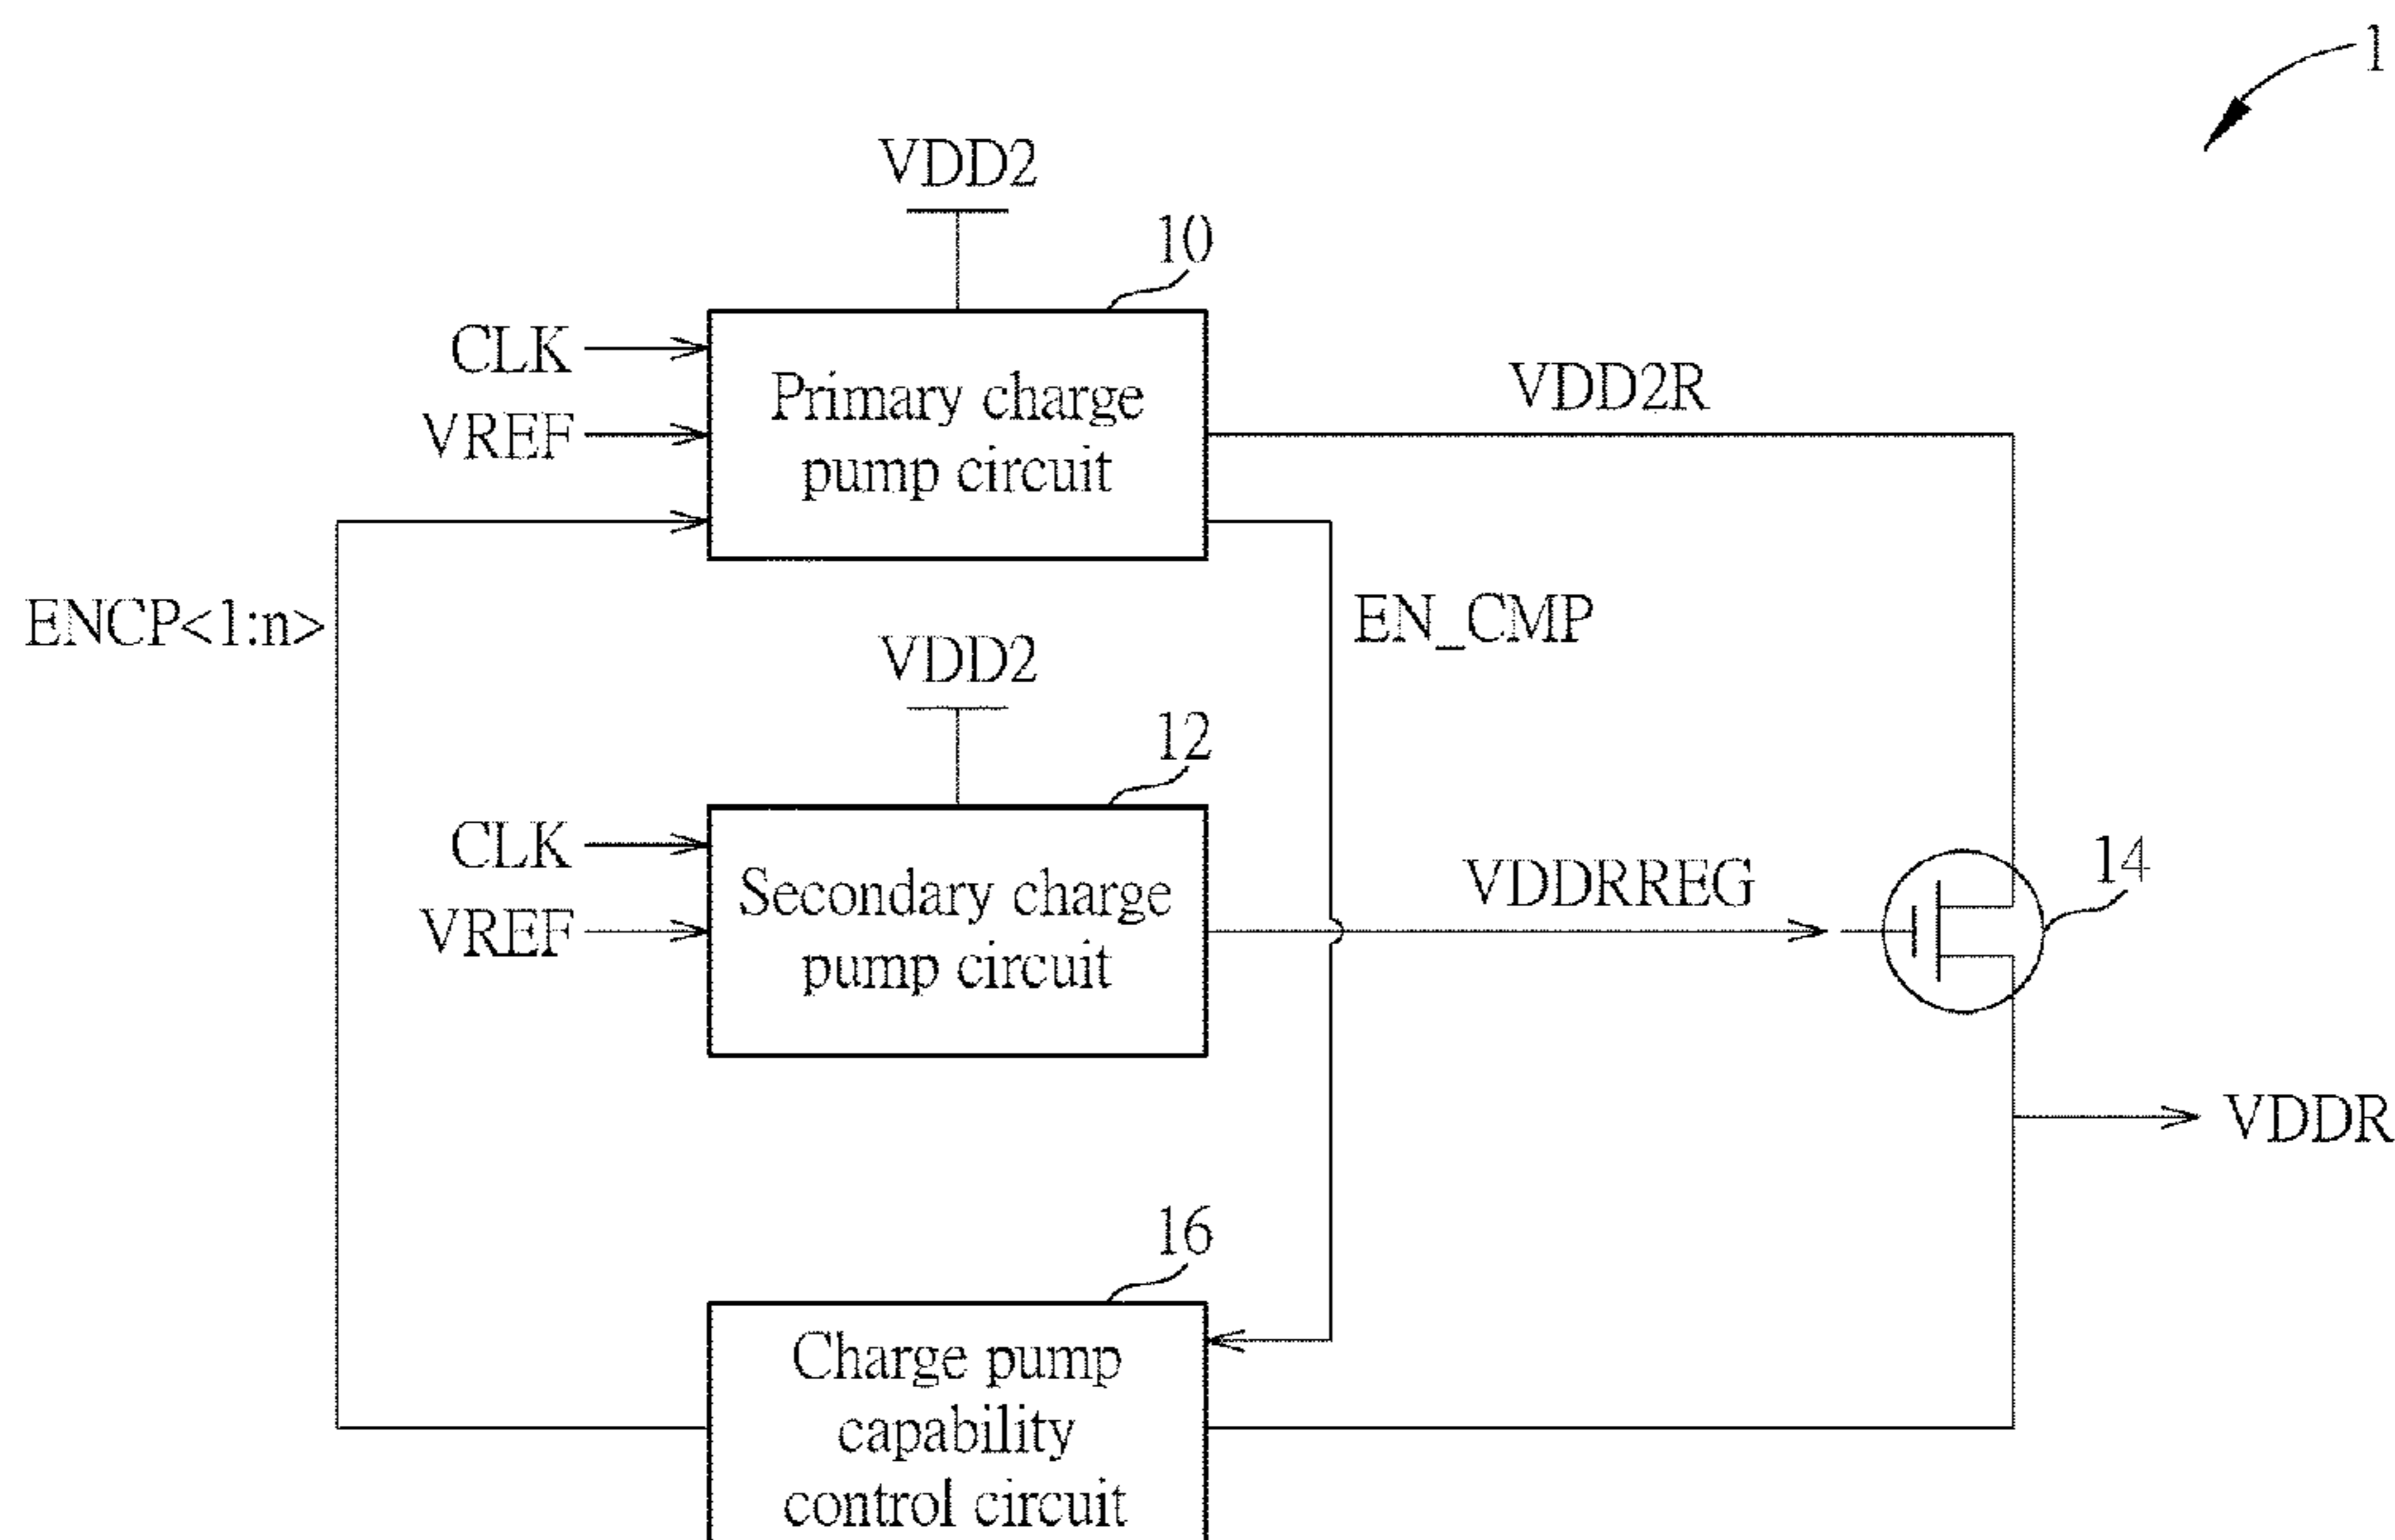 1
VDD2
10
CLK
VREF
Primary charge
pump circuit
VDD2R
ENCP<1:n>
EN_CMP
VDD2
12
CLK
VREF
Secondary charge
pump circuit
VDDRREG
14
VDDR
16
Charge pump
capability
control circuit